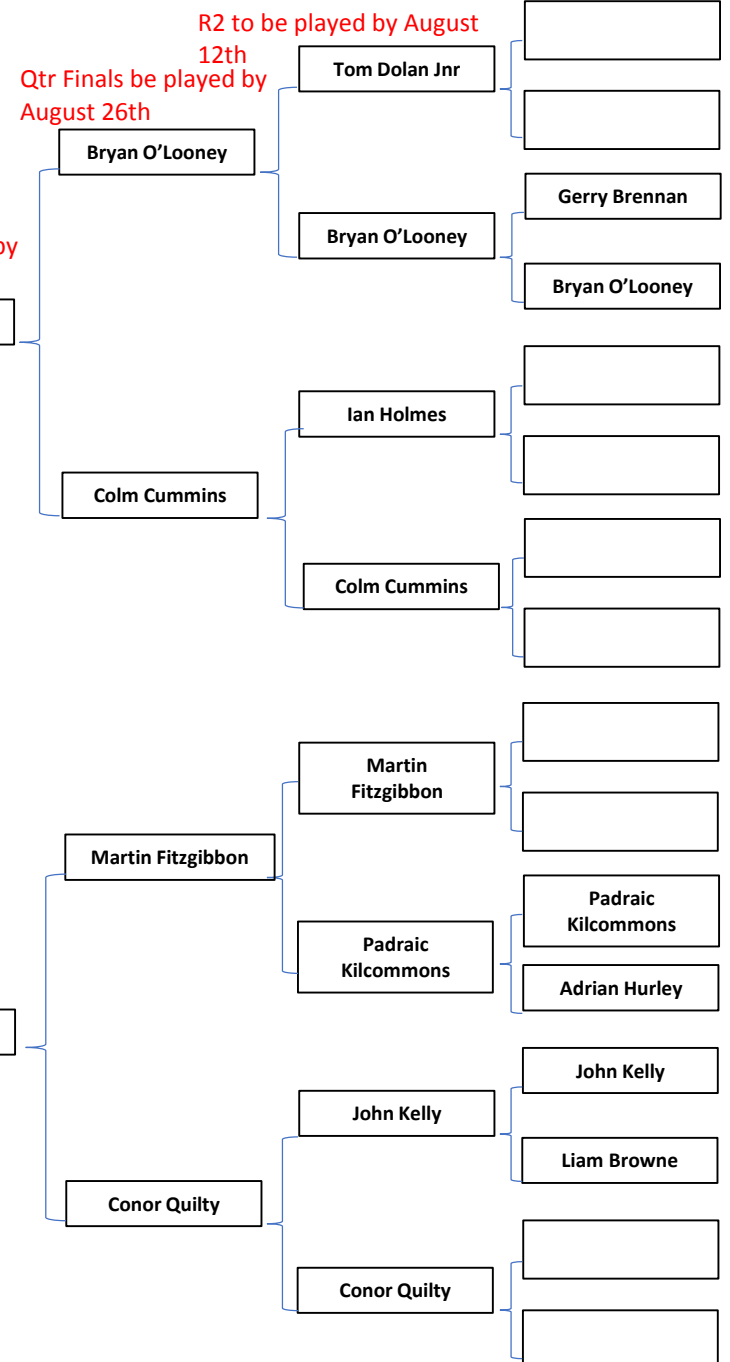 R2 to be played by August
12th
Qtr Finals be played by
August 26th
Tom Dolan Jnr
Bryan O'Looney
Gerry Brennan
Bryan O'Looney
by
Bryan O'Looney
Ian Holmes
Colm Cummins
Colm Cummins
Martin
Fitzgibbon
Martin Fitzgibbon
Padraic
Kilcommons
Padraic
Kilcommons
Adrian Hurley
John Kelly
John Kelly
Liam Browne
Conor Quilty
Conor Quilty